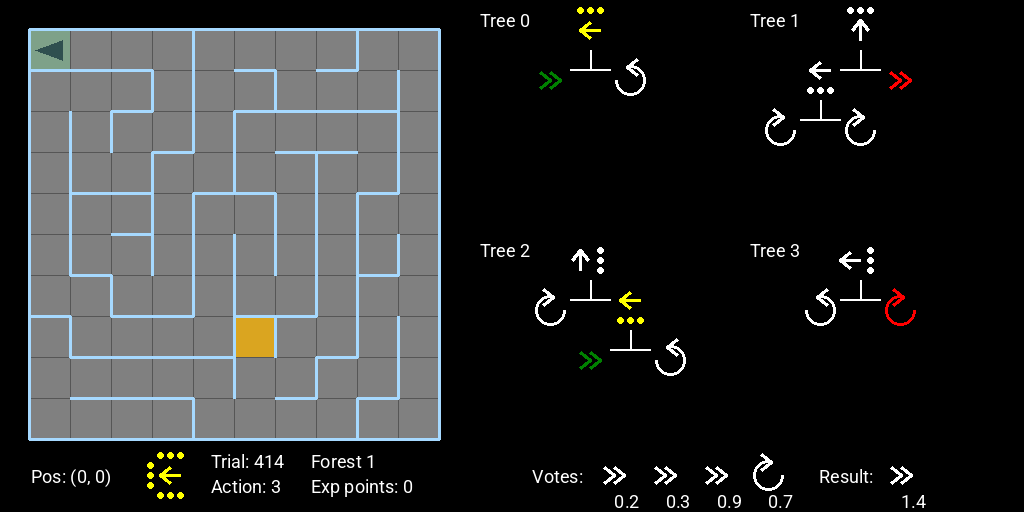 Tree 0
Tree 1
Tree 2
Tree 3
Pos: (0, 0)
Trial: 414
Forest 1
Action: 3
Exp points: 0
Votes:
0.2
0.3
0.9
0.7
Result:
1.4